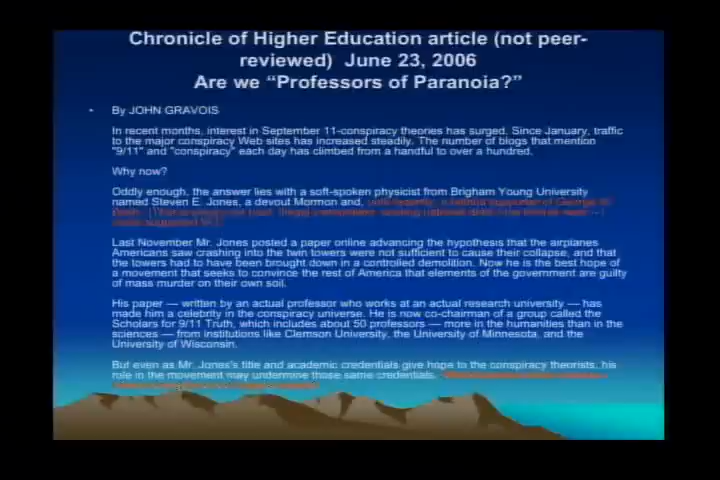 Chronicle of Higher Education article (not peer-
reviewed) June 23, 2006
Are we “Professors of Paranoia?”
• By JOHN GRAVOIS
In recent months, interest in September 11-conspiracy theories has surged. Since January, traffic
to the major conspiracy Web sites has increased steadily. The number of blogs that mention
"9/11" and "conspiracy" each day has climbed from a handful to over a hundred.
Why now?
Oddly enough, the answer lies with a soft-spoken physicist from Brigham Young University
named Steven E. Jones, a devout Mormon and, until recently, a faithful supporter of George W.
Last November Mr. Jones posted a paper online advancing the hypothesis that the airplanes
Americans saw crashing into the twin towers were not sufficient to cause their collapse, and that
the towers had to have been brought down in a controlled demolition. Now he is the best hope of
a movement that seeks to convince the rest of America that elements of the government are guilty
of mass murder on their own soil.
His paper — written by an actual professor who works at an actual research university — has
made him a celebrity in the conspiracy universe. He is now co-chairman of a group called the
Scholars for 9/11 Truth, which includes about 50 professors — more in the humanities than in the
sciences — from institutions like Clemson University, the University of Minnesota, and the
University of Wisconsin.
But even as Mr. Jones's title and academic credentials give hope to the conspiracy theorists, his
role in the movement may undermine those same credentials.